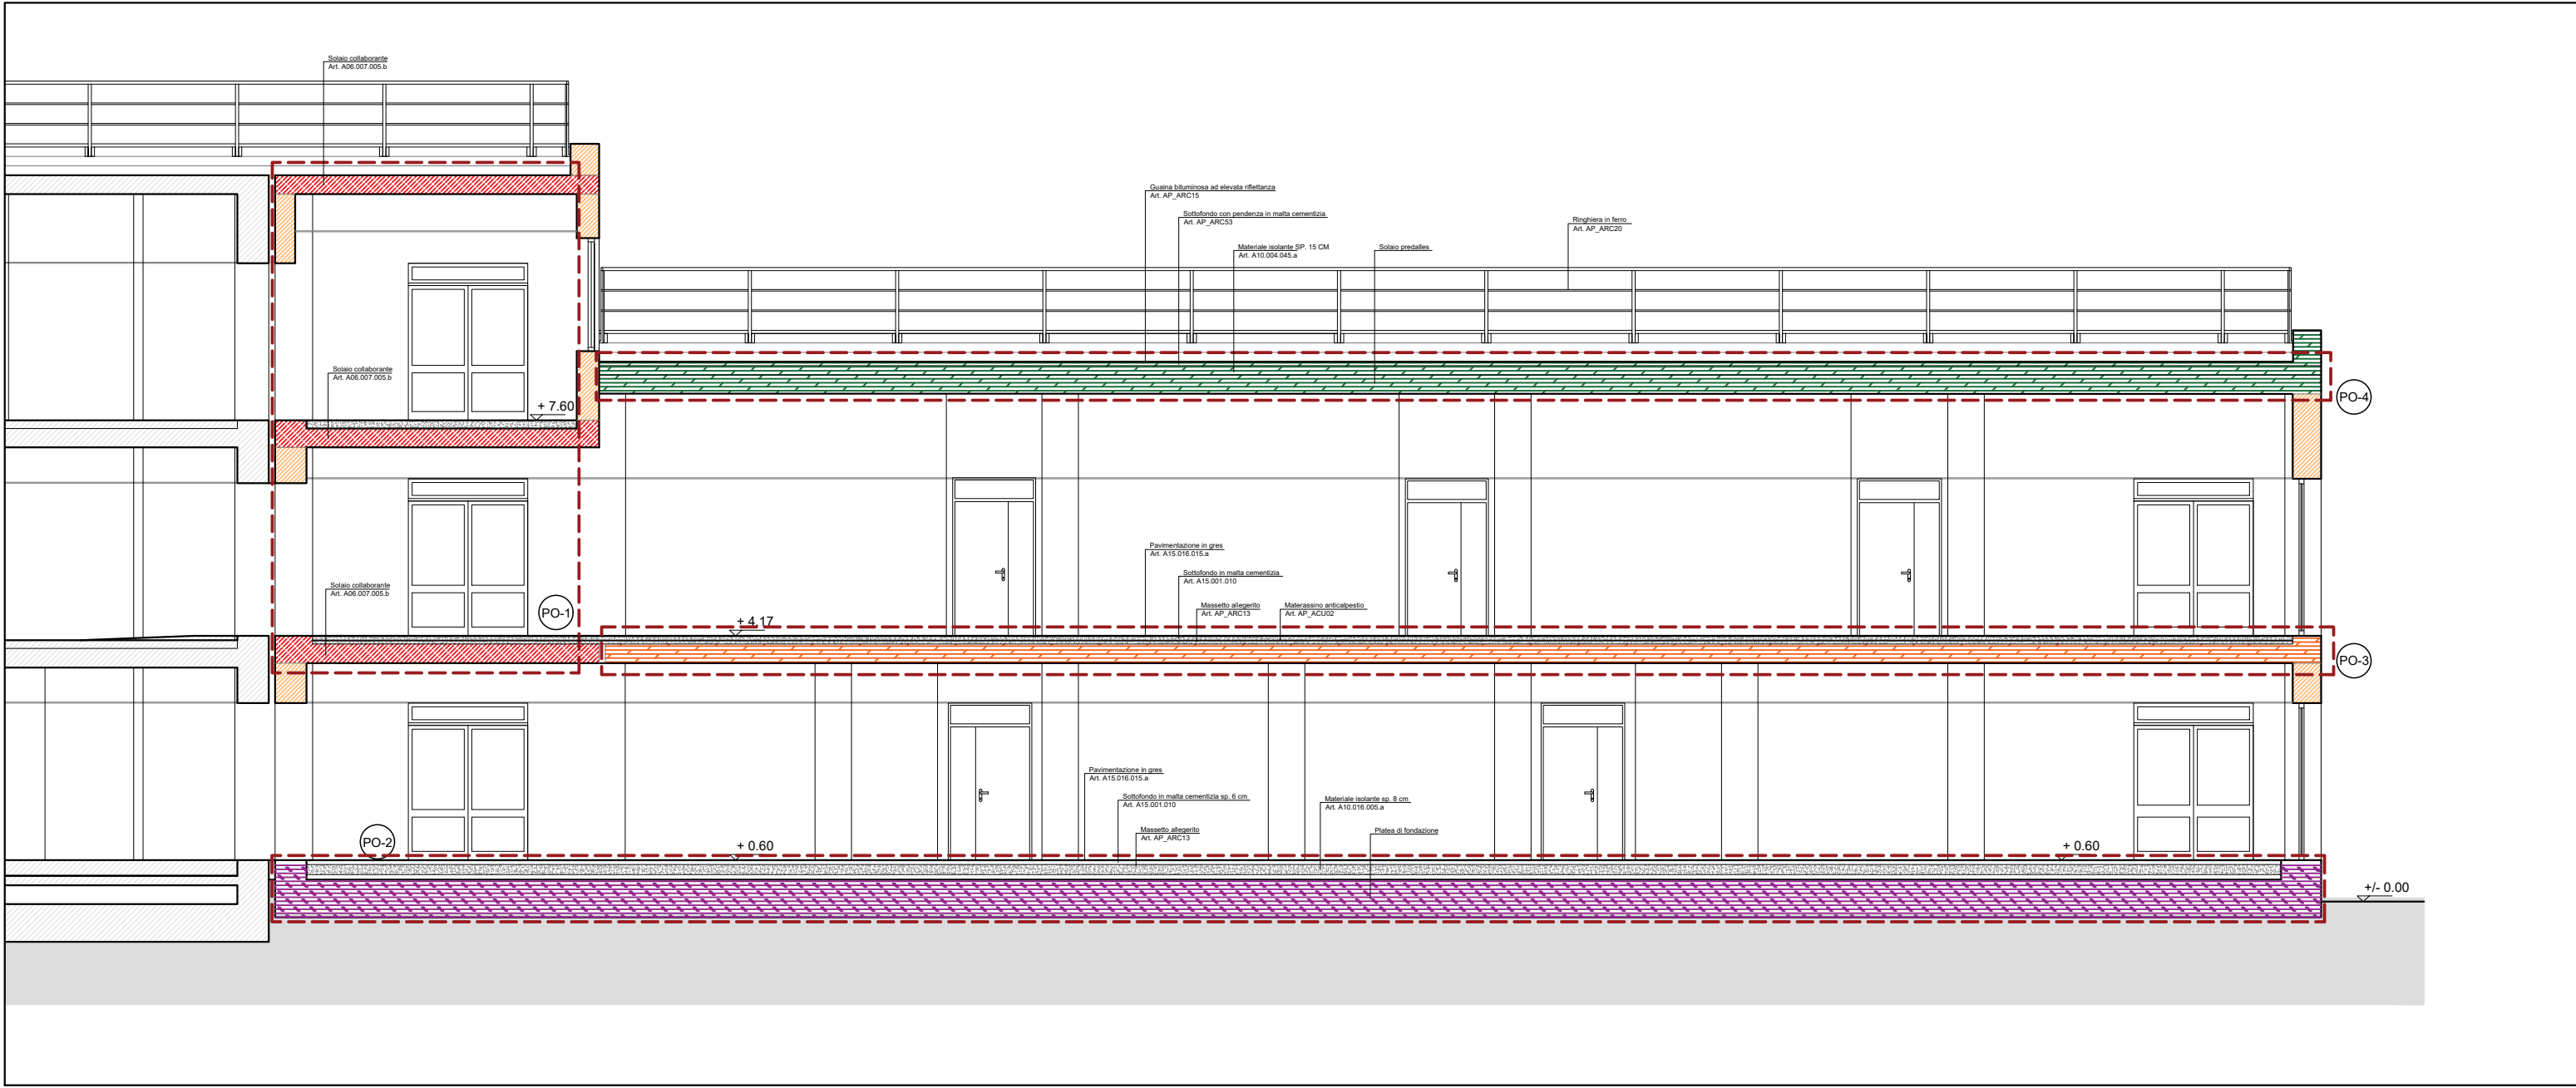 Solaio collaborante
Art. A06.007.005.b
Guaina bituminosa ad elevata riflettanza
Art. AP_ARC15
Sottofondo con pendenza in malta cementizia
Art. AP_ARC53
Materiale isolante SP. 15 CM
Art. A10.004.045.a
Solaio predalles
Ringhiera in ferro
Art. AP_ARC20
Solaio collaborante
Art. A06.007.005.b
+ 7.60
PO-4
Pavimentazione in gres
Art. A15.016.015.a
Sottofondo in malta cementizia
Art. A15.001.010
Massetto allegerito
Art. AP_ARC13
Materassino anticalpestio
Art. AP_ACU02
Solaio collaborante
Art. A06.007.005.b
PO-1
+ 4.17
PO-3
Pavimentazione in gres
Art. A15.016.015.a
Sottofondo in malta cementizia sp. 6 cm
Art. A15.001.010
Massetto allegerito
Art. AP_ARC13
Materiale isolante sp. 8 cm
Art. A10.016.005.a
Platea di fondazione
PO-2
+ 0.60
+ 0.60
+/- 0.00